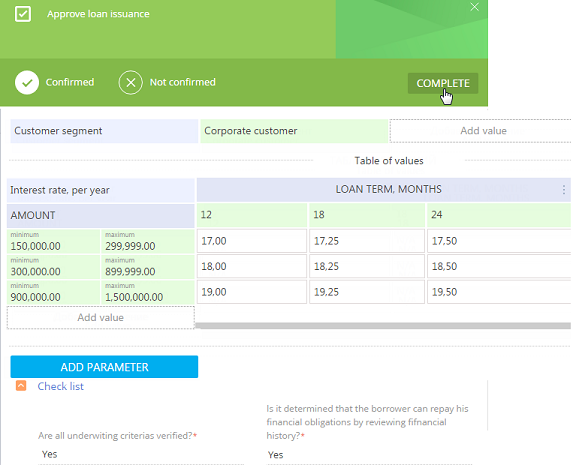 Approve loan issuance
Confirmed Not confirmed COMPLETE
Customer segment Corporate customer Add value
Table of values
Interest rate, per year LOAN TERM, MONTHS
AMOUNT 12 18 24
minimum maximum
150,000.00 299,999.00 17,00 17,25 17,50
minimum maximum
300,000.00 899,999.00 18,00 18,25 18,50
minimum maximum
900,000.00 1,500,000.00 19,00 19,25 19,50
Add value
ADD PARAMETER
Check list
Is it determined that the borrower can repay his
financial obligations by reviewing fifnancial
Are all underwiting criterias verified?* history?*
Yes Yes